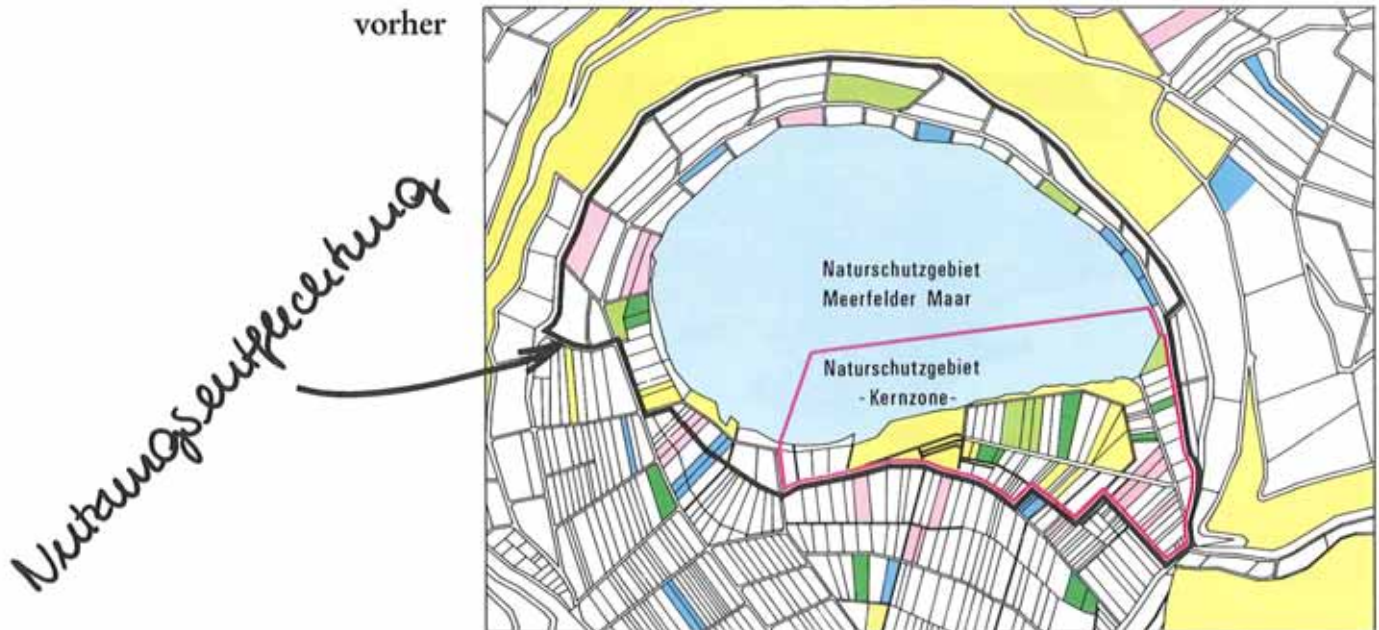 vorher
Nutzungsentflechtung
Naturschutzgebiet
Meerfelder Maar
Naturschutzgebiet
- Kernzone-